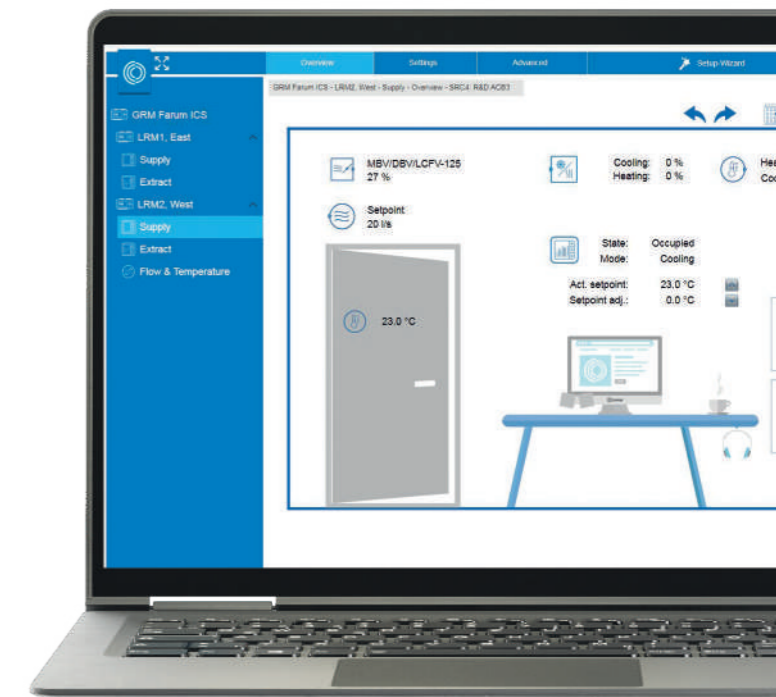 Overview Settings Advanced Setup Wizard
GRM Farum ICS - LRM2, West - Supply - Overview - SRC4: R&D AOB3
GRM Farum ICS
LRM1, East
Supply
Extract
LRM2, West
Supply
Extract
Flow & Temperature
MBV/DBV/LCFV-125
27 %
Setpoint
20 l/s
23.0 °C
Cooling: 0 %
Heating: 0 %
State: Occupied
Mode: Cooling
Act. setpoint: 23.0 °C
Setpoint adj.: 0.0 °C